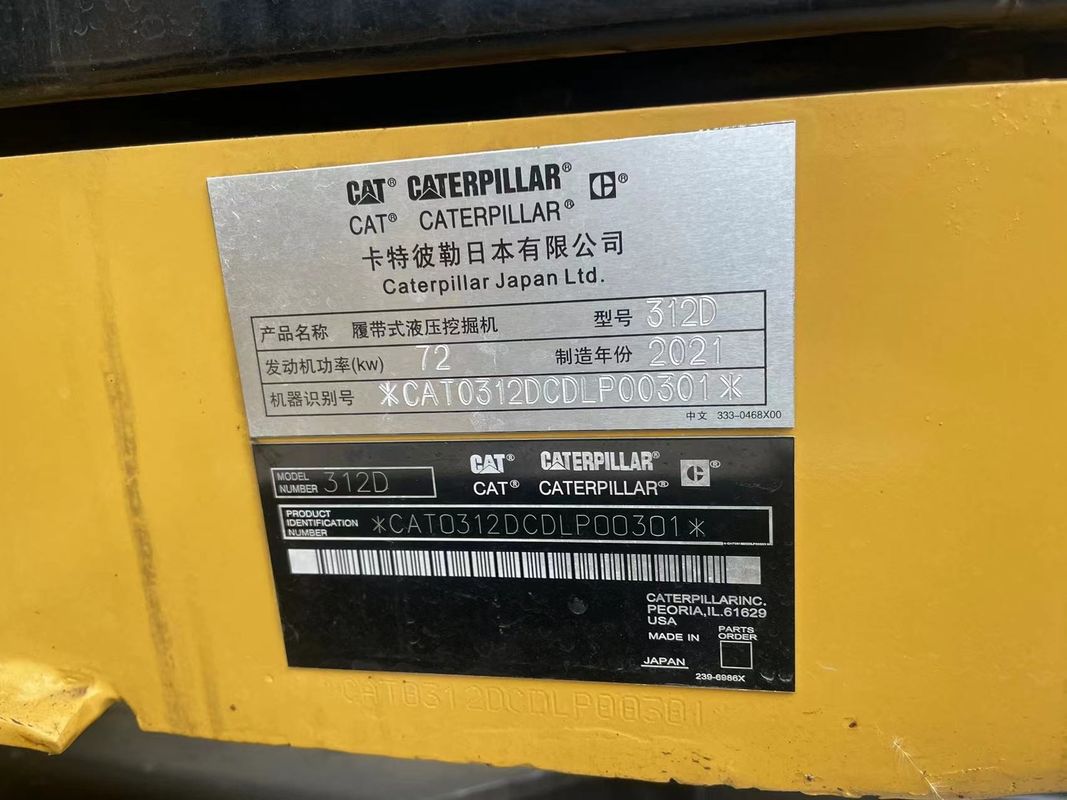 CAT® CATERPILLAR® C®
CAT® CATERPILLAR®
卡特彼勒日本有限公司
Caterpillar Japan Ltd.
产品名称 履带式液压挖掘机 型号 312D
发动机功率(kw) 72 制造年份 2021
机器识别号 *CAT0312DCDLP00301*
中文 333-0468X00
MODEL NUMBER 312D
CAT® CATERPILLAR® C®
CAT® CATERPILLAR®
PRODUCT
IDENTIFICATION
NUMBER
*CAT0312DCDLP00301*
CATERPILLAR INC.
PEORIA,IL.61629
USA
MADE IN
JAPAN
PARTS
ORDER
239-6986X
CAT0312DCDLP00301